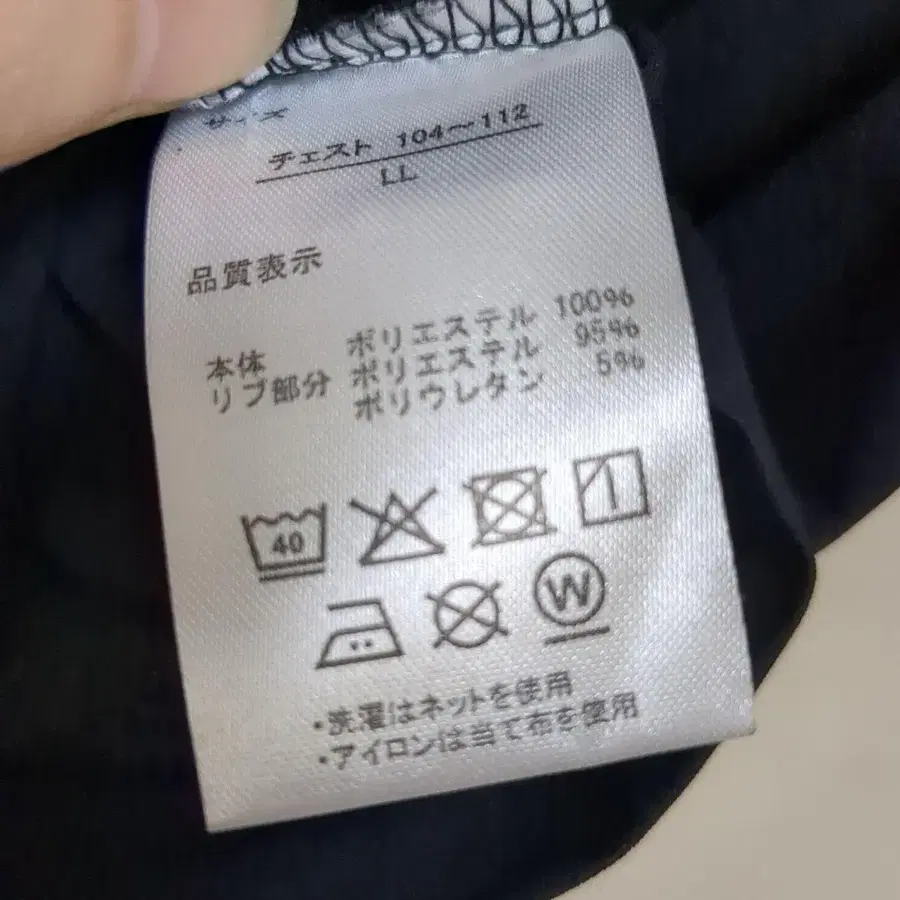 サイズ
チェスト 104〜112
LL
品質表示
本体 ポリエステル 100%
リブ部分 ポリエステル 95%
ポリウレタン 5%
40
W
・洗濯はネットを使用
・アイロンは当て布を使用